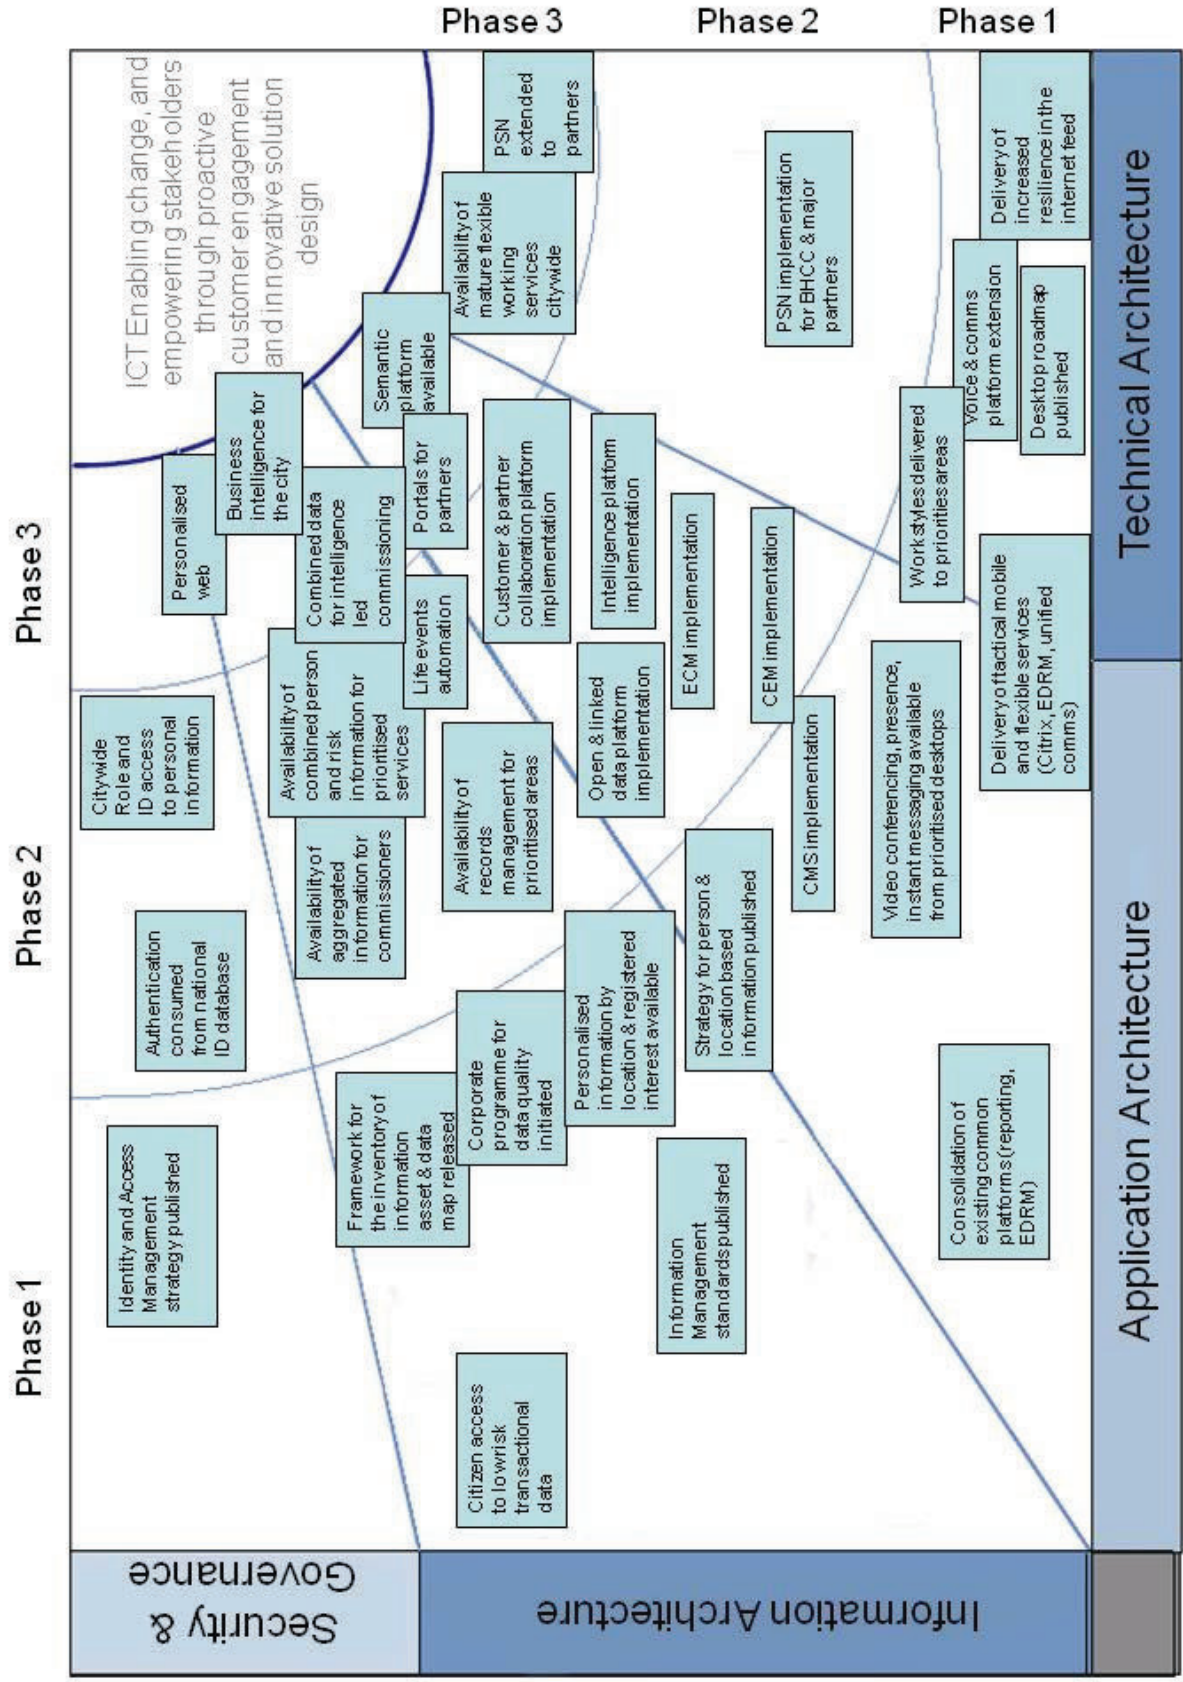 Phase 3
Phase 2
Phase 1
Phase 1
Phase 2
Phase 3
ICT Enabling change, and
empowering stakeholders
through proactive
customer engagement
and innovative solution
design
Citywide
Role and
ID access
to personal
information
Personalised
web
Authentication
consumed
from national
ID database
Identity and Access
Management
strategy published
Business
intelligence for
the city
Combined data
for intelligence
led
commissioning
Availability of
combined person
and risk
information for
prioritised
services
Availability of
aggregated
information for
commissioners
Framework for
the inventory of
information
asset & data
map released
Semantic
platform
available
Portals for
partners
Life events
automation
Availability of
mature flexible
working
services
citywide
PSN
extended
to
partners
Customer & partner
collaboration platform
implementation
Availability of
records
management for
prioritised areas
Corporate
programme for
data quality
initiated
Citizen access
to low risk
transactional
data
Intelligence platform
implementation
Open & linked
data platform
implementation
Personalised
information by
location & registered
interest available
ECM implementation
Strategy for person &
location based
information published
Information
Management
standards published
PSN implementation
for BHCC & major
partners
CEM implementation
CMS implementation
Work styles delivered
to priorities areas
Video conferencing, presence,
instant messaging available
from prioritised desktops
Voice & comms
platform extension
Delivery of
increased
resilience in the
internet feed
Desktop roadmap
published
Delivery of tactical mobile
and flexible services
(Citrix, EDRM, unified
comms)
Consolidation of
existing common
platforms (reporting,
EDRM)
Security &
Governance
Information Architecture
Application Architecture
Technical Architecture